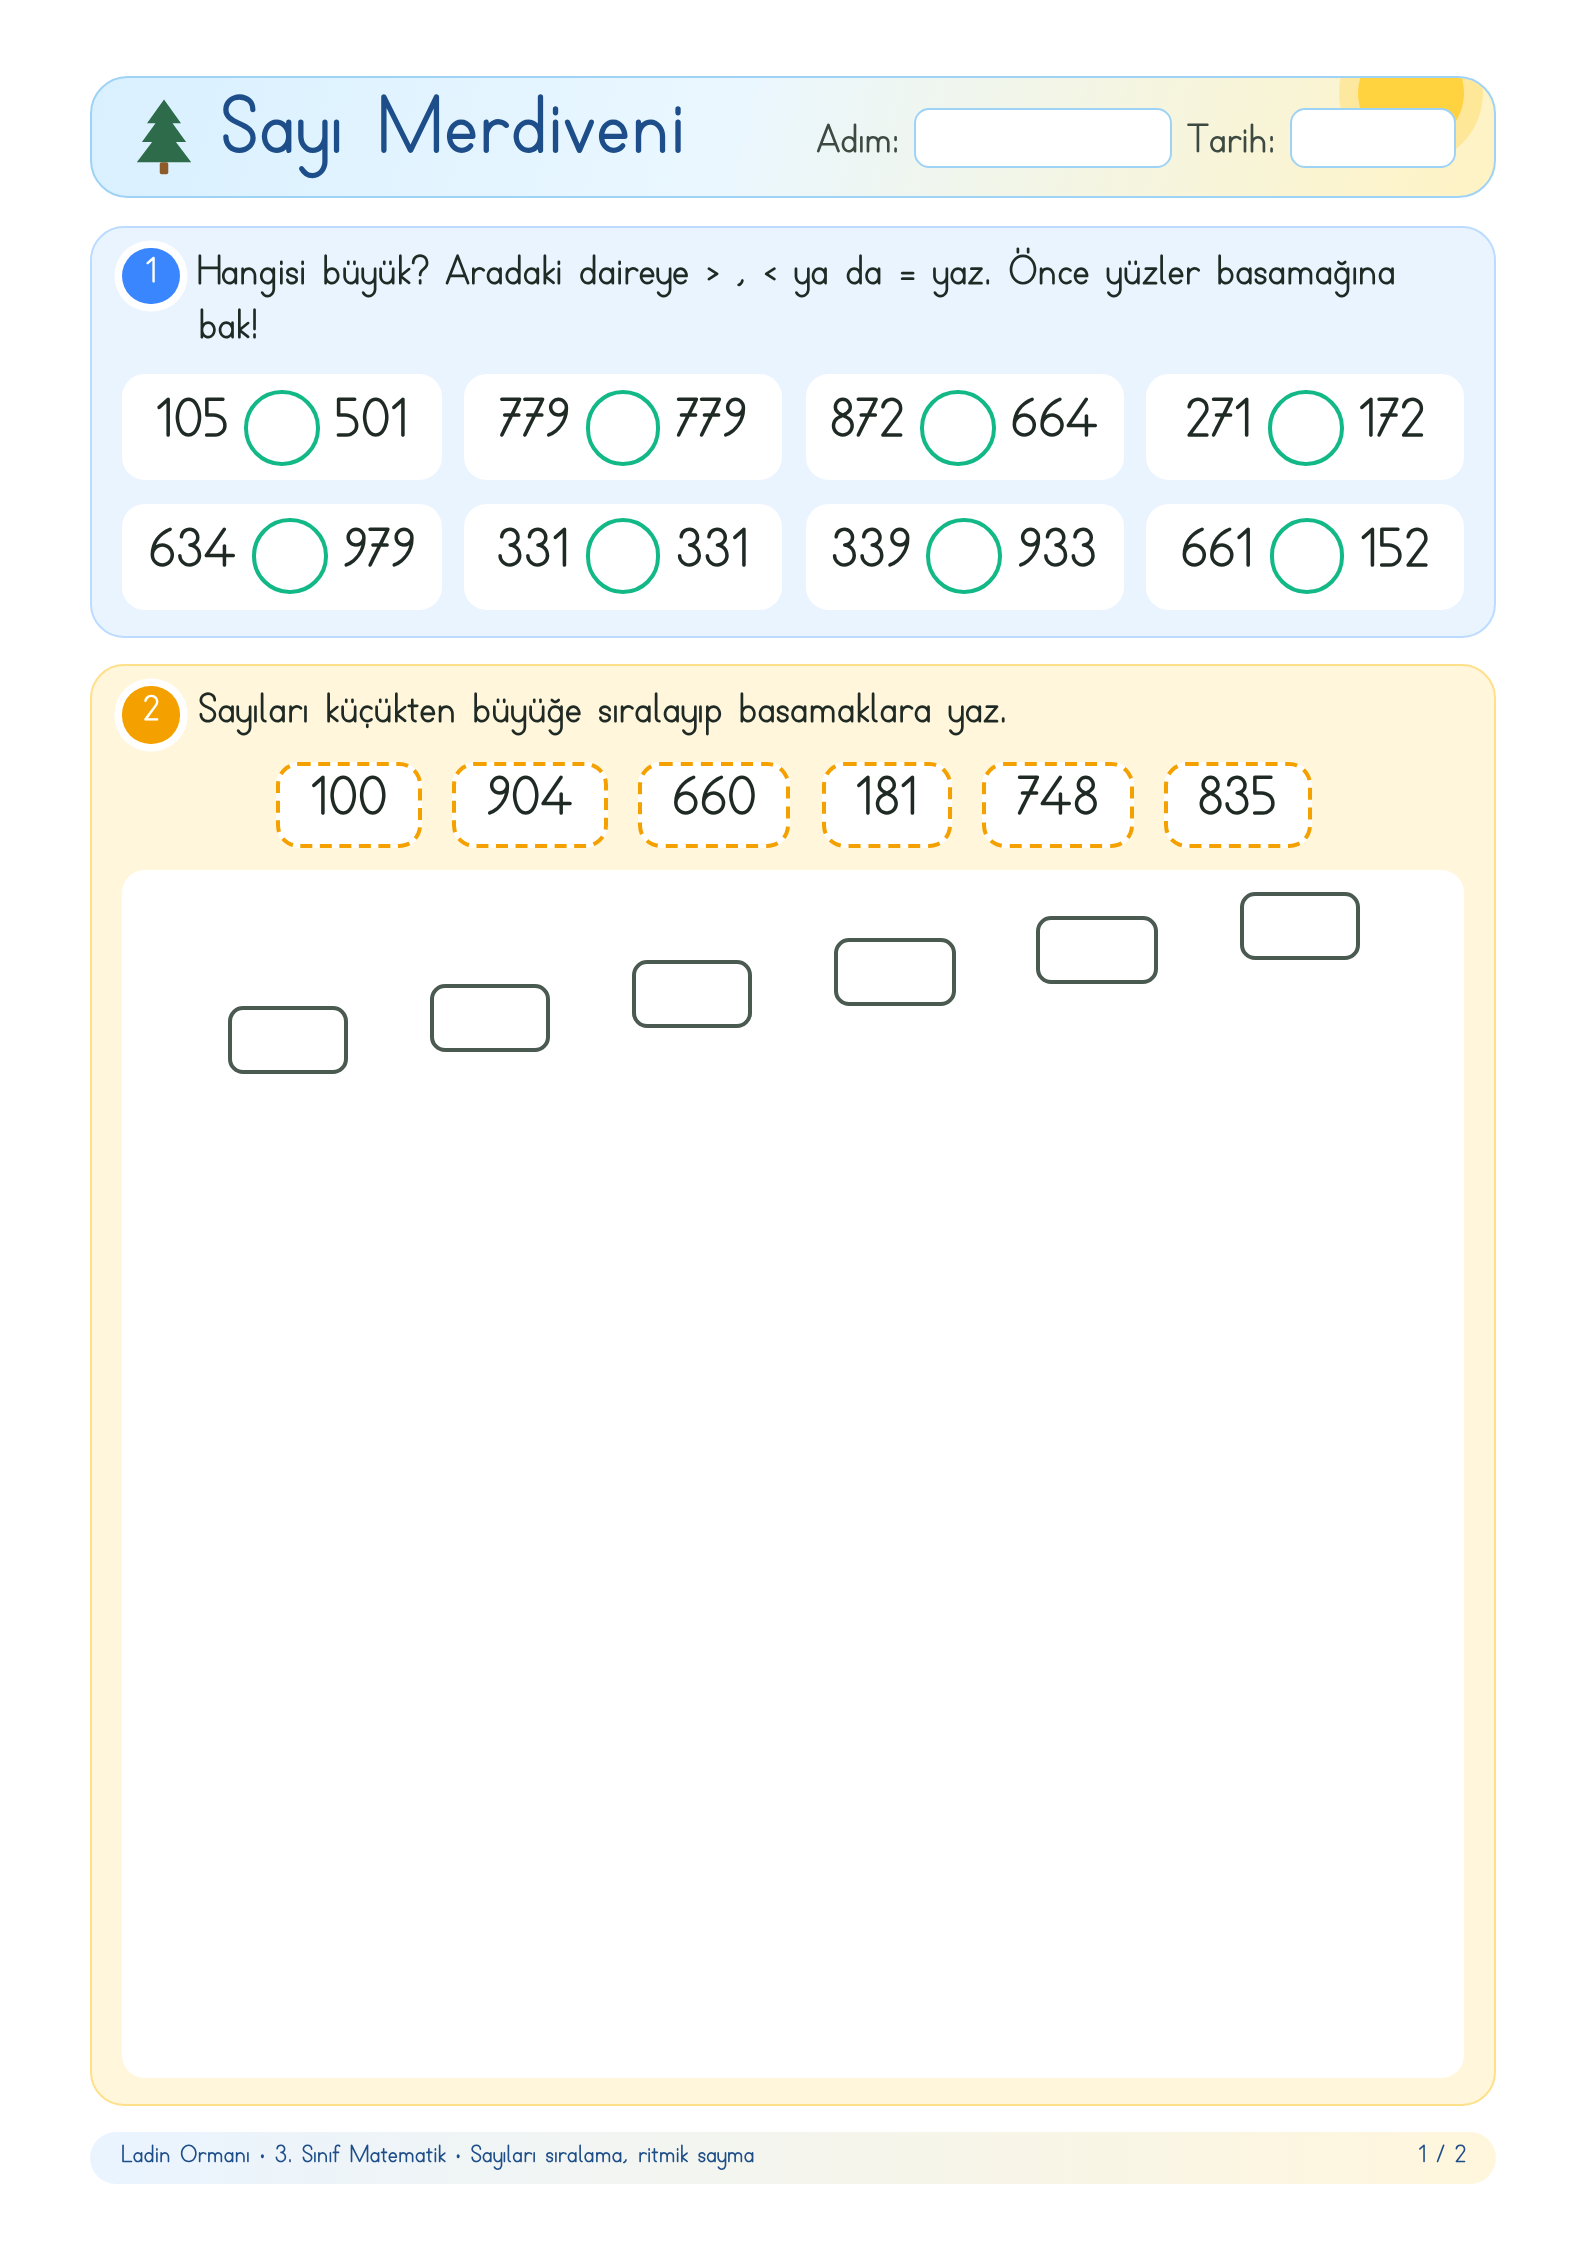 Sayı Merdiveni
Adım:
Tarih:
1
Hangisi büyük? Aradaki daireye > , < ya da = yaz. Önce yüzler basamağına
bak!
105 501
779 779
872 664
271 172
634 979
331 331
339 933
661 152
2
Sayıları küçükten büyüğe sıralayıp basamaklara yaz.
100 904 660 181 748 835
Ladin Ormanı • 3. Sınıf Matematik • Sayıları sıralama, ritmik sayma
1 / 2